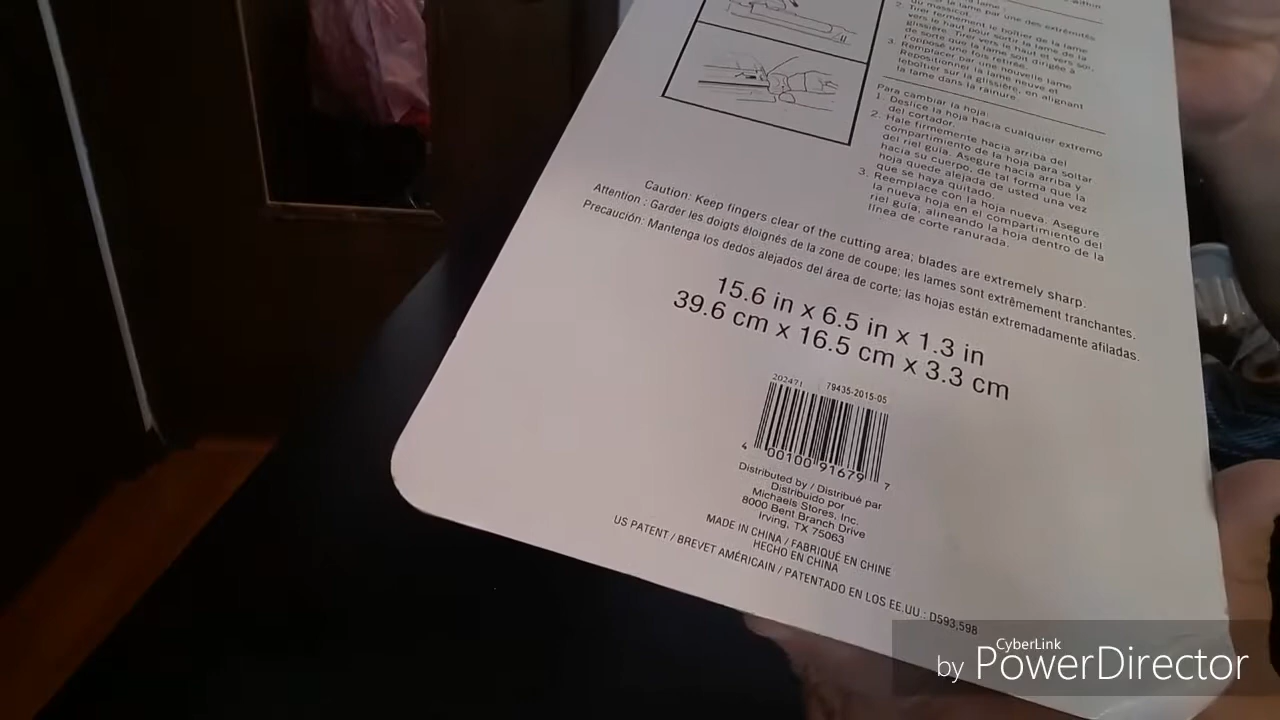 du massicot.
2. Tirer fermement le boîtier de la lame
vers le haut pour sortir la lame de la
glissière. Tirer vers le haut et vers soi,
de sorte que la lame soit dirigée à
l'opposé une fois retirée.
3. Remplacer par une nouvelle lame
Repositionner la lame neuve et
leboîtier sur la glissière, en alignant
la lame dans la rainure.
Para cambiar la hoja:
1. Deslice la hoja hacia cualquier extremo
del cortador.
2. Hale firmemente hacia arriba del
compartimiento de la hoja para soltar
del riel guía. Asegure hacia arriba y
hacia su cuerpo, de tal forma que la
hoja quede alejada de usted una vez
que se haya quitado.
3. Reemplace con la hoja nueva. Asegure
la nueva hoja en el compartimiento del
riel guía, alineando la hoja dentro de la
línea de corte ranurada.
Caution: Keep fingers clear of the cutting area; blades are extremely sharp.
Attention : Garder les doigts éloignés de la zone de coupe; les lames sont extrêmement tranchantes.
Precaución: Mantenga los dedos alejados del área de corte; las hojas están extremadamente afiladas.
15.6 in x 6.5 in x 1.3 in
39.6 cm x 16.5 cm x 3.3 cm
202471 79435-2015-05
4 00100 91679 7
Distributed by / Distribué par
Distribuido por
Michaels Stores, Inc.
8000 Bent Branch Drive
Irving, TX 75063
MADE IN CHINA / FABRIQUÉ EN CHINE
HECHO EN CHINA
US PATENT / BREVET AMÉRICAIN / PATENTADO EN LOS EE.UU.: D593,598
CyberLink
by PowerDirector